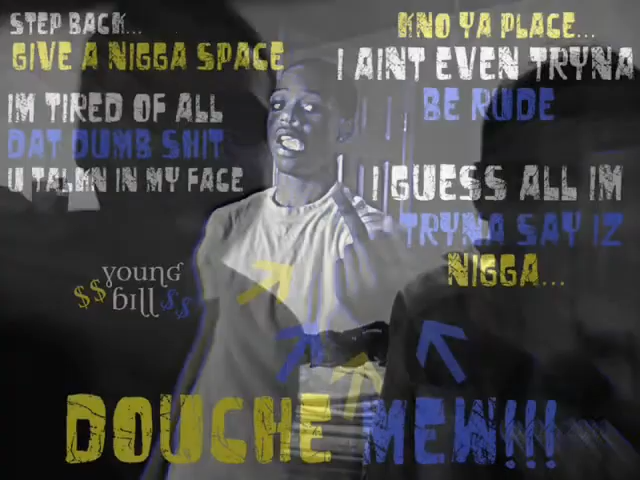 STEP BACK...
GIVE A NIGGA SPACE
IM TIRED OF ALL
DAT DUMB SHIT
U TALKN IN MY FACE
KNO YA PLACE...
I AINT EVEN TRYNA
BE RUDE
I GUESS ALL IM
TRYNA SAY IZ
NIGGA...
$$ young
bill $$
DOUCHE MEW!!!